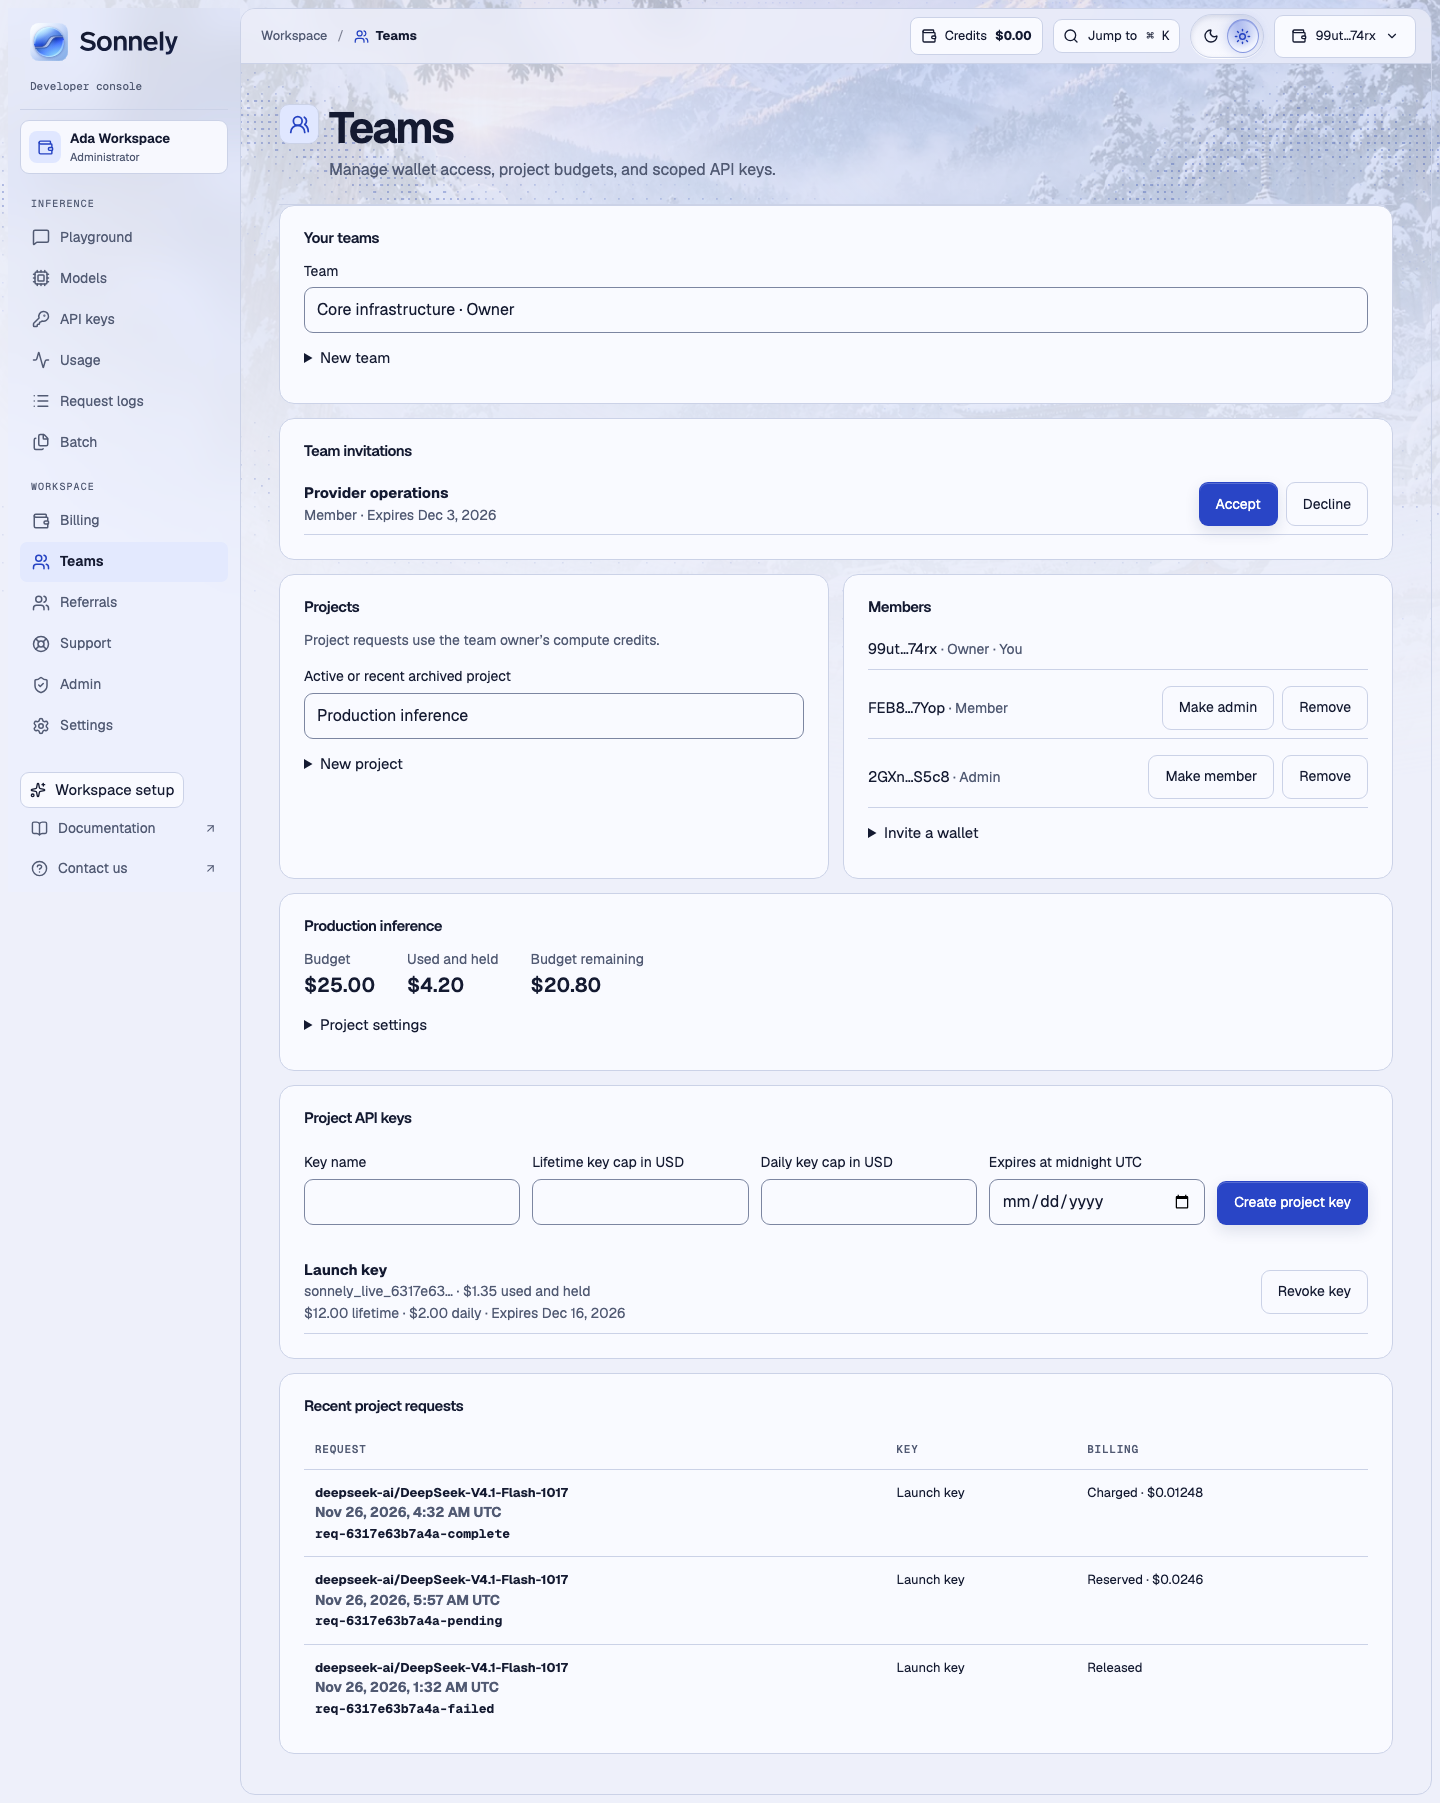 Sonnely
Developer console
Ada Workspace
Administrator
INFERENCE
Playground
Models
API keys
Usage
Request logs
Batch
WORKSPACE
Billing
Teams
Referrals
Support
Admin
Settings
Workspace setup
Documentation
Contact us
Workspace / Teams
Credits $0.00
Jump to ⌘ K
99ut...74rx
Teams
Manage wallet access, project budgets, and scoped API keys.
Your teams
Team
Core infrastructure · Owner
New team
Team invitations
Provider operations
Member · Expires Dec 3, 2026
Accept
Decline
Projects
Project requests use the team owner's compute credits.
Active or recent archived project
Production inference
New project
Members
99ut...74rx · Owner · You
FEB8...7Yop · Member
Make admin
Remove
2GXn...S5c8 · Admin
Make member
Remove
Invite a wallet
Production inference
Budget
$25.00
Used and held
$4.20
Budget remaining
$20.80
Project settings
Project API keys
Key name
Lifetime key cap in USD
Daily key cap in USD
Expires at midnight UTC
mm/dd/yyyy
Create project key
Launch key
sonnely_live_6317e63... · $1.35 used and held
$12.00 lifetime · $2.00 daily · Expires Dec 16, 2026
Revoke key
Recent project requests
REQUEST KEY BILLING
deepseek-ai/DeepSeek-V4.1-Flash-1017 Launch key Charged · $0.01248
Nov 26, 2026, 4:32 AM UTC
req-6317e63b7a4a-complete
deepseek-ai/DeepSeek-V4.1-Flash-1017 Launch key Reserved · $0.0246
Nov 26, 2026, 5:57 AM UTC
req-6317e63b7a4a-pending
deepseek-ai/DeepSeek-V4.1-Flash-1017 Launch key Released
Nov 26, 2026, 1:32 AM UTC
req-6317e63b7a4a-failed